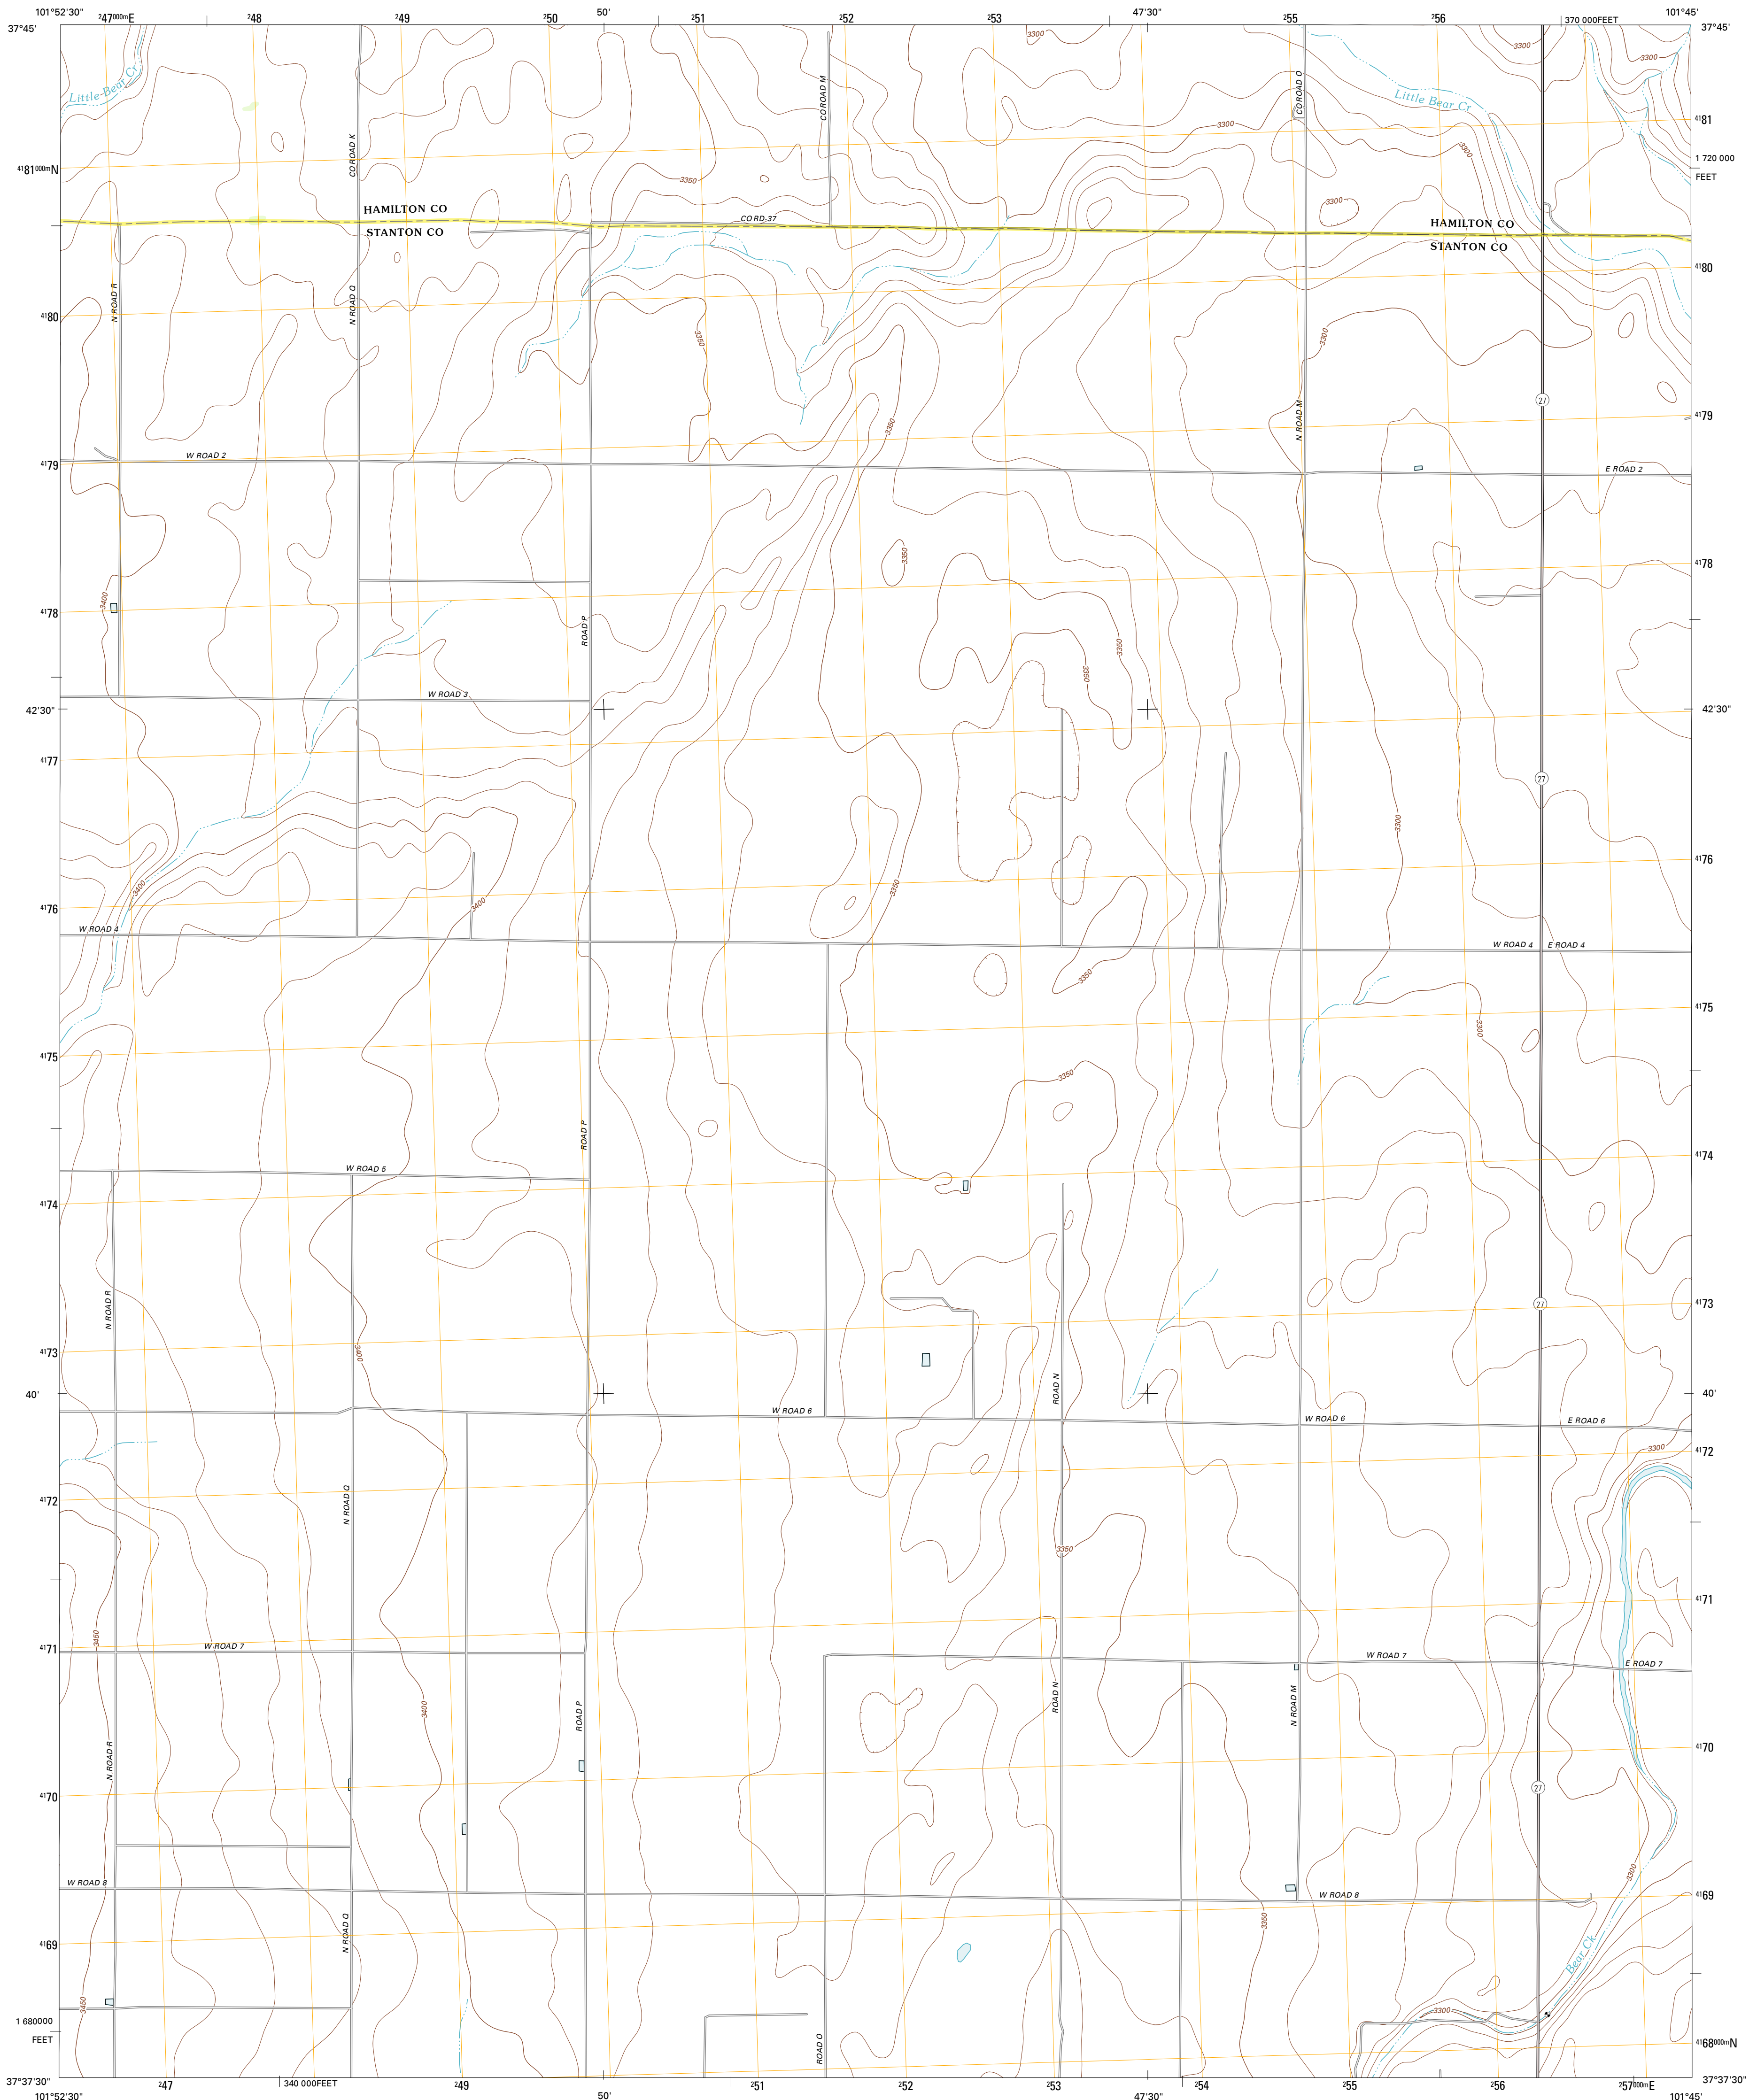 101°52'30" ²47⁰⁰⁰ᵐE ²48 ²49 ²50 50' ²51 ²52 ²53 47'30" ²55 ²56 370 000FEET 101°45'
37°45' 37°45'
Little Bear Cr
Little Bear Cr
CO ROAD K
CO ROAD M
CO ROAD O
3300
3300
3300
3300
3300
3350
3300
⁴¹81
⁴¹81⁰⁰⁰ᵐN
1 720 000
FEET
HAMILTON CO
STANTON CO
CO RD-37
HAMILTON CO
STANTON CO
⁴¹80
⁴¹80
N ROAD R
N ROAD Q
3350
3300
27
⁴¹79
N ROAD M
3350
W ROAD 2
⁴¹79
E ROAD 2
3350
⁴¹78
3400
⁴¹78
ROAD P
3350
3350
W ROAD 3
42'30" 42'30"
⁴¹77
27
3300
⁴¹76
3400
3350
3400
⁴¹76
W ROAD 4
W ROAD 4 E ROAD 4
3350
⁴¹75
3300
⁴¹75
3350
ROAD P
⁴¹74
W ROAD 5
⁴¹74
N ROAD R
⁴¹73
27
3400
⁴¹73
ROAD N
40' 40'
W ROAD 6
W ROAD 6
E ROAD 6
3300
⁴¹72
⁴¹72
N ROAD Q
3350
⁴¹71
3450
⁴¹71
W ROAD 7
W ROAD 7
E ROAD 7
3400
ROAD P
ROAD N
N ROAD M
N ROAD R
⁴¹70
27
⁴¹70
3300
W ROAD 8
W ROAD 8
⁴¹69
3350
N ROAD Q
⁴¹69
Bear Ck
3450
3300
1 680000
FEET
ROAD O
⁴¹68⁰⁰⁰ᵐN
37°37'30" 37°37'30"
101°52'30" ²47 340 000FEET ²49 50' ²51 ²52 ²53 47'30" ²54 ²55 ²56 ²57⁰⁰⁰ᵐE 101°45'